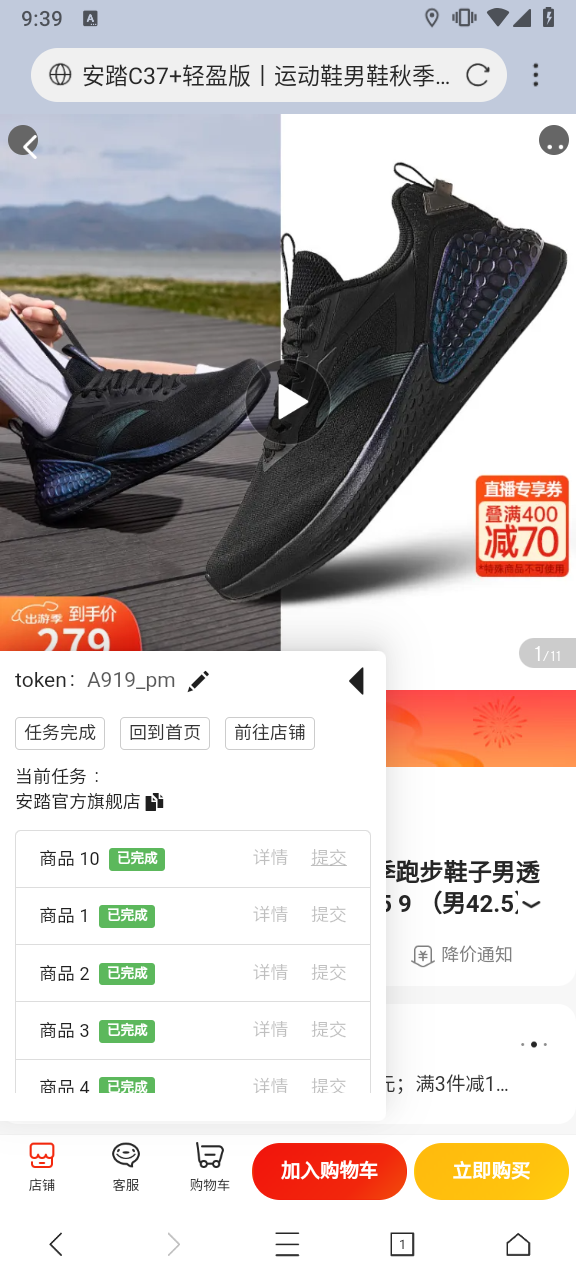 9:39
A
安踏C37+轻盈版丨运动鞋男鞋秋季...
直播专享券
叠满400
减70
*特殊商品不可使用
出游季 到手价
279
1/11
token: A919_pm
任务完成 回到首页 前往店铺
当前任务：
安踏官方旗舰店
商品 10 已完成 详情 提交
商品 1 已完成 详情 提交
商品 2 已完成 详情 提交
商品 3 已完成 详情 提交
商品 4 已完成 详情 提交
季跑步鞋子男透
5 9 （男42.5)
降价通知
元；满3件减1...
店铺 客服 购物车 加入购物车 立即购买
1